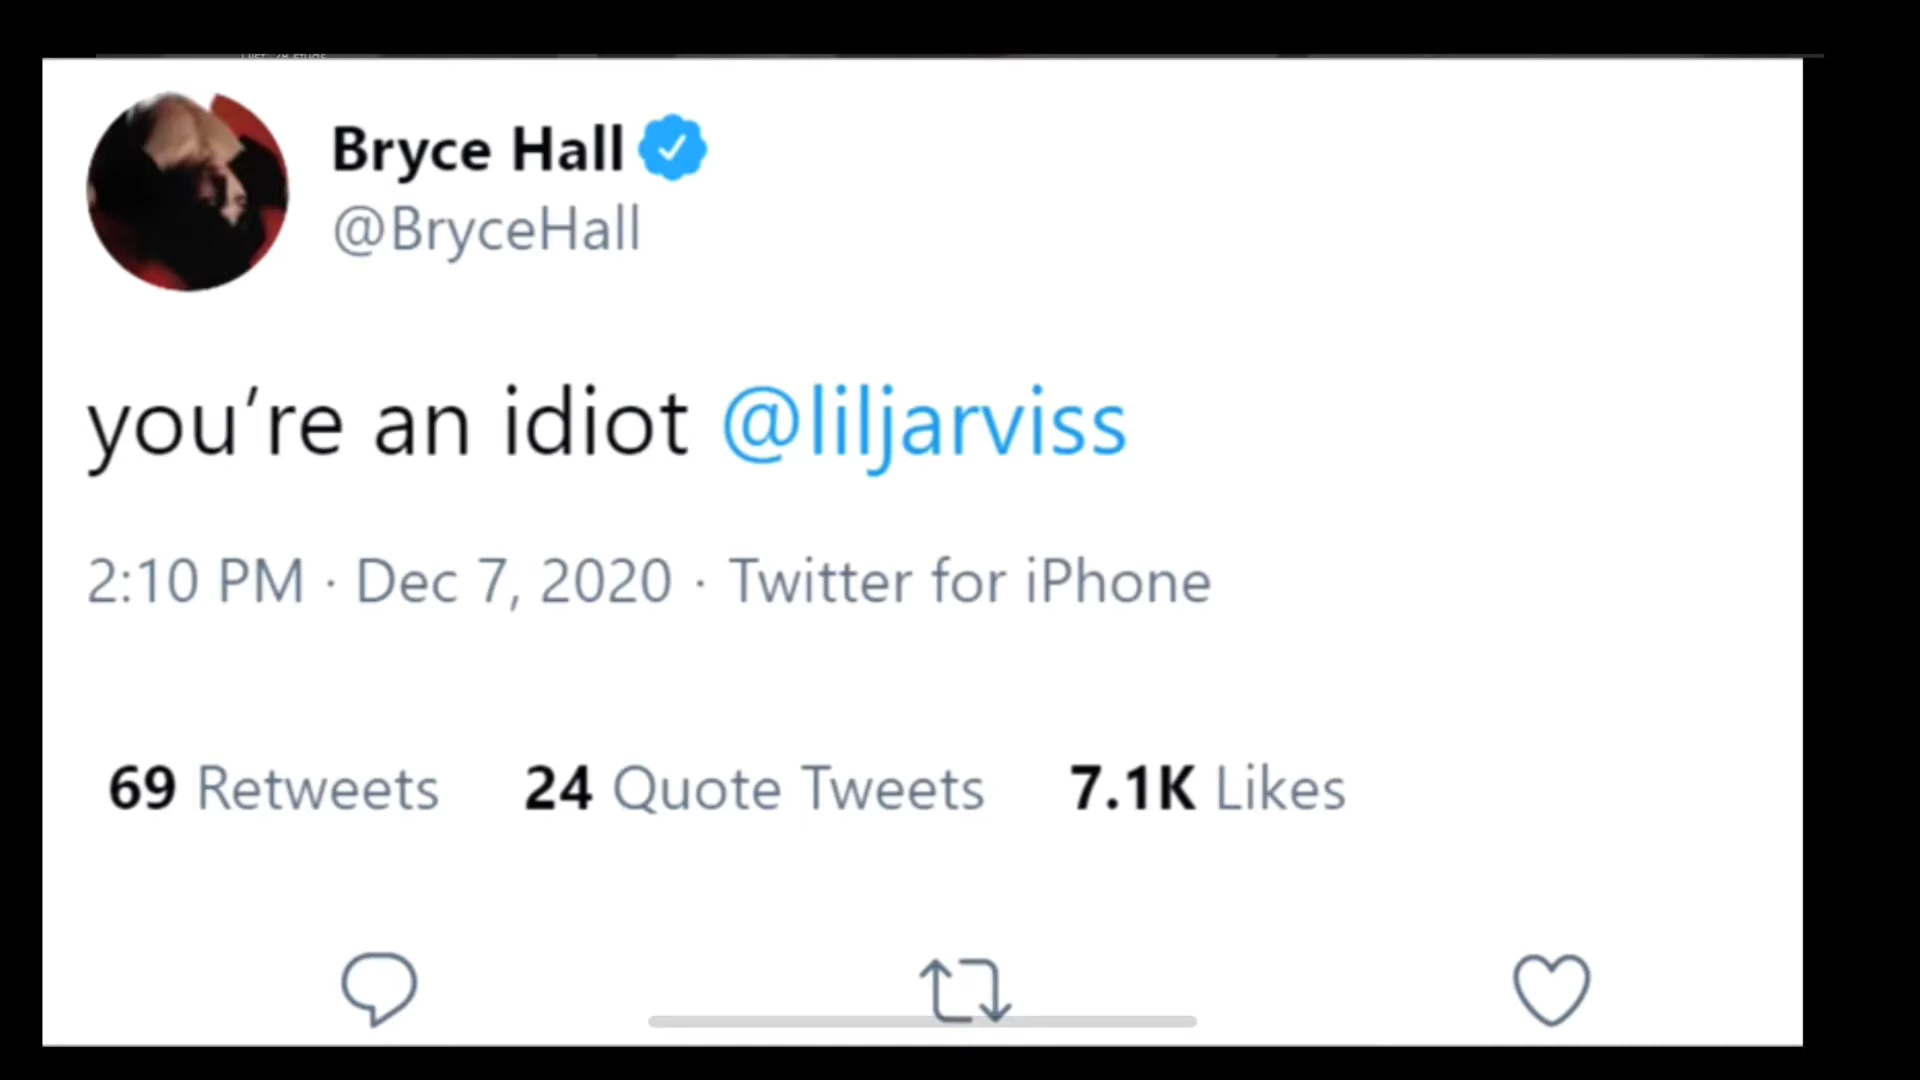 Bryce Hall
@BryceHall
you’re an idiot @liljarviss
2:10 PM · Dec 7, 2020 · Twitter for iPhone
69 Retweets 24 Quote Tweets 7.1K Likes